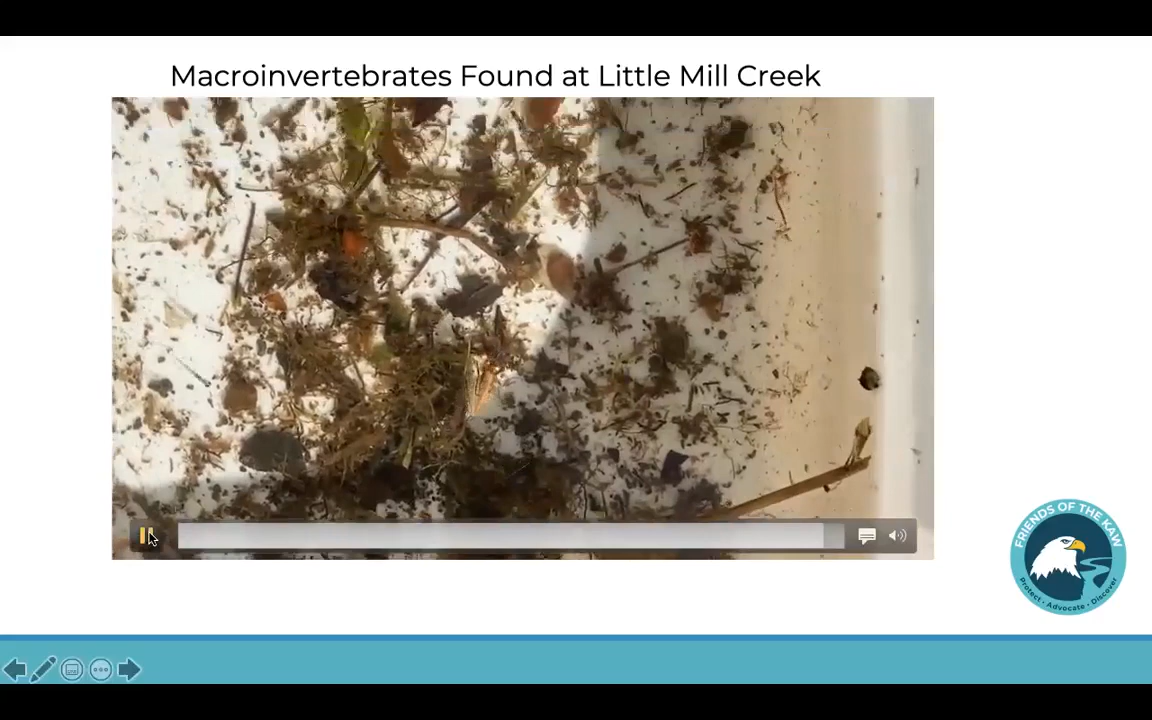 Macroinvertebrates Found at Little Mill Creek
FRIENDS OF THE KAW
Protect • Advocate • Discover